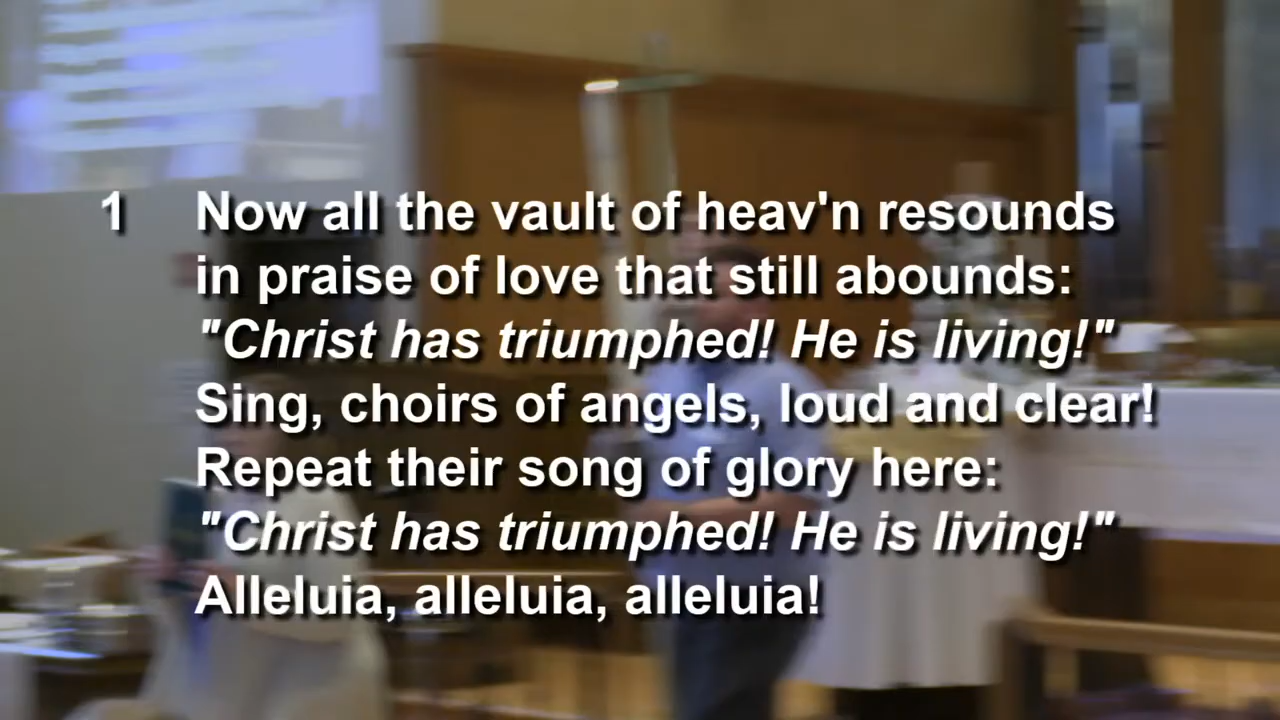 1 Now all the vault of heav'n resounds
in praise of love that still abounds:
"Christ has triumphed! He is living!"
Sing, choirs of angels, loud and clear!
Repeat their song of glory here:
"Christ has triumphed! He is living!"
Alleluia, alleluia, alleluia!